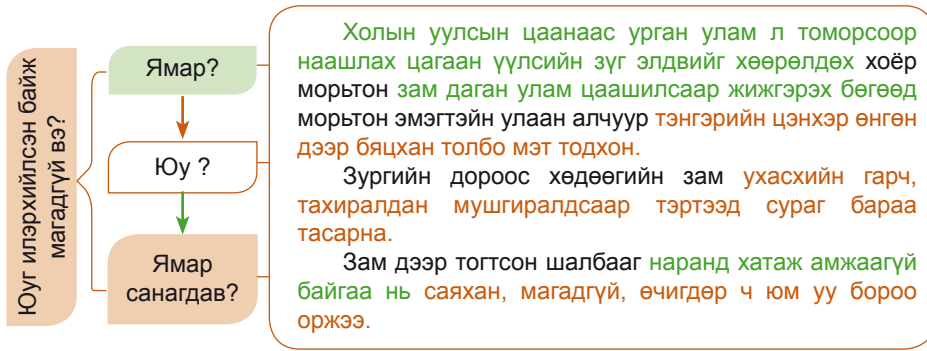 Юуг илэрхийлсэн байж
магадгүй вэ?
Ямар?
Юу ?
Ямар
санагдав?
Холын уулсын цаанаас урган улам л томорсоор
наашлах цагаан үүлсийн зүг элдвийг хөөрөлдөх хоёр
морьтон зам даган улам цаашилсаар жижгэрэх бөгөөд
морьтон эмэгтэйн улаан алчуур тэнгэрийн цэнхэр өнгөн
дээр бяцхан толбо мэт тодхон.
Зургийн дороос хөдөөгийн зам ухасхийн гарч,
тахиралдан мушгиралдсаар тэртээд сураг бараа
тасарна.
Зам дээр тогтсон шалбааг наранд хатаж амжаагүй
байгаа нь саяхан, магадгүй, өчигдөр ч юм уу бороо
оржээ.